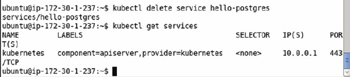 ubuntu@ip-172-30-1-237:~$ kubectl delete service hello-postgres
services/hello-postgres
ubuntu@ip-172-30-1-237:~$ kubectl get services
NAME LABELS SELECTOR IP(S) POR
T(S)
kubernetes component=apiserver,provider=kubernetes <none> 10.0.0.1 443
/TCP
ubuntu@ip-172-30-1-237:~$